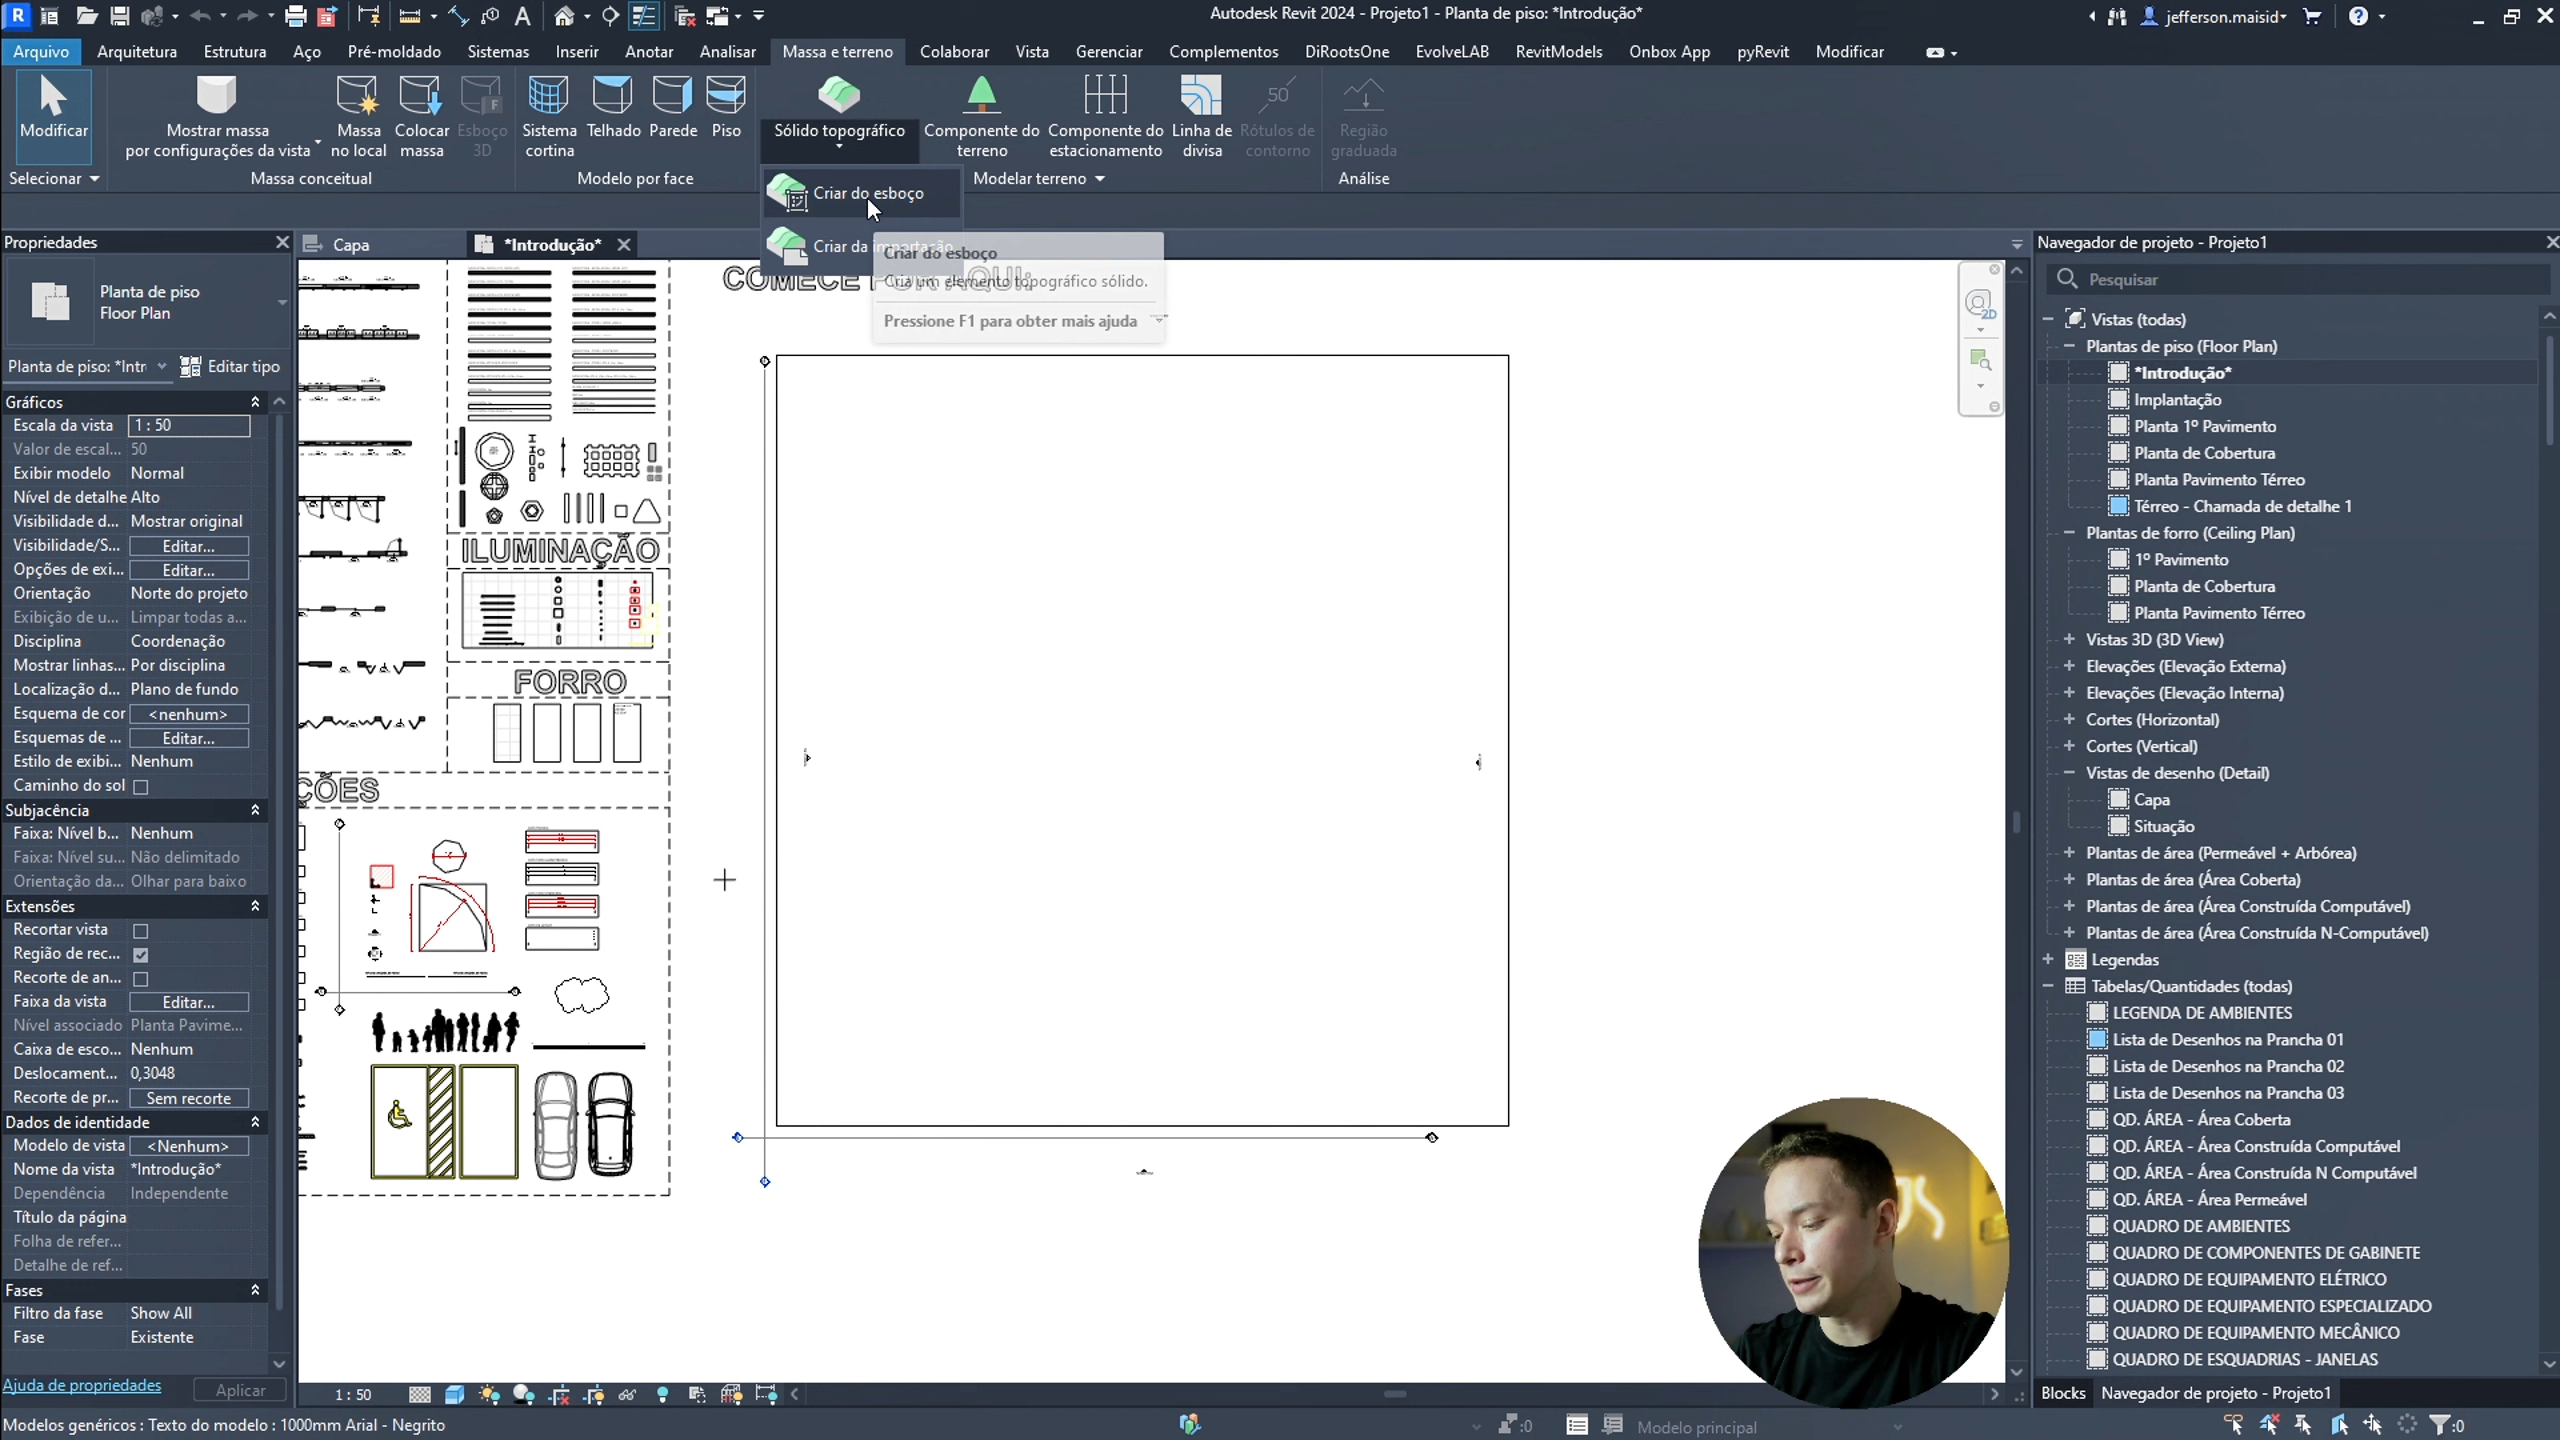 Autodesk Revit 2024 - Projeto1 - Planta de piso: *Introdução*
jefferson.maisid
Arquivo Arquitetura Estrutura Aço Pré-moldado Sistemas Inserir Anotar Analisar Massa e terreno Colaborar Vista Gerenciar Complementos DiRootsOne EvolveLAB RevitModels Onbox App pyRevit Modificar
Modificar
Mostrar massa
por configurações da vista
Massa
no local
Colocar
massa
Esboço
3D
Sistema
cortina
Telhado
Parede
Piso
Sólido topográfico
Componente do
terreno
Componente do
estacionamento
Linha de
divisa
50
Rótulos de
contorno
Região
graduada
Selecionar
Massa conceitual
Modelo por face
Modelar terreno
Análise
Criar do esboço
Criar da importação
Criar do esboço
Cria um elemento topográfico sólido.
Pressione F1 para obter mais ajuda
Propriedades
Capa
*Introdução*
Planta de piso
Floor Plan
Planta de piso: *Intr
Editar tipo
Gráficos
Escala da vista 1 : 50
Valor de escal... 50
Exibir modelo Normal
Nível de detalhe Alto
Visibilidade d... Mostrar original
Visibilidade/S... Editar...
Opções de exi... Editar...
Orientação Norte do projeto
Exibição de u... Limpar todas a...
Disciplina Coordenação
Mostrar linhas... Por disciplina
Localização d... Plano de fundo
Esquema de cor <nenhum>
Esquemas de ... Editar...
Estilo de exibi... Nenhum
Caminho do sol
Subjacência
Faixa: Nível b... Nenhum
Faixa: Nível su... Não delimitado
Orientação da... Olhar para baixo
Extensões
Recortar vista
Região de rec...
Recorte de an...
Faixa da vista Editar...
Nível associado Planta Pavime...
Caixa de esco... Nenhum
Deslocament... 0,3048
Recorte de pr... Sem recorte
Dados de identidade
Modelo de vista <Nenhum>
Nome da vista *Introdução*
Dependência Independente
Título da página
Folha de refer...
Detalhe de ref...
Fases
Filtro da fase Show All
Fase Existente
Ajuda de propriedades
Aplicar
COMECE POR AQUI:
ILUMINAÇÃO
FORRO
ÇÕES
2D
1 : 50
Navegador de projeto - Projeto1
Pesquisar
Vistas (todas)
Plantas de piso (Floor Plan)
*Introdução*
Implantação
Planta 1º Pavimento
Planta de Cobertura
Planta Pavimento Térreo
Térreo - Chamada de detalhe 1
Plantas de forro (Ceiling Plan)
1º Pavimento
Planta de Cobertura
Planta Pavimento Térreo
Vistas 3D (3D View)
Elevações (Elevação Externa)
Elevações (Elevação Interna)
Cortes (Horizontal)
Cortes (Vertical)
Vistas de desenho (Detail)
Capa
Situação
Plantas de área (Permeável + Arbórea)
Plantas de área (Área Coberta)
Plantas de área (Área Construída Computável)
Plantas de área (Área Construída N-Computável)
Legendas
Tabelas/Quantidades (todas)
LEGENDA DE AMBIENTES
Lista de Desenhos na Prancha 01
Lista de Desenhos na Prancha 02
Lista de Desenhos na Prancha 03
QD. ÁREA - Área Coberta
QD. ÁREA - Área Construída Computável
QD. ÁREA - Área Construída N Computável
QD. ÁREA - Área Permeável
QUADRO DE AMBIENTES
QUADRO DE COMPONENTES DE GABINETE
QUADRO DE EQUIPAMENTO ELÉTRICO
QUADRO DE EQUIPAMENTO ESPECIALIZADO
QUADRO DE EQUIPAMENTO MECÂNICO
QUADRO DE ESQUADRIAS - JANELAS
Blocks
Navegador de projeto - Projeto1
Modelos genéricos : Texto do modelo : 1000mm Arial - Negrito
:0
Modelo principal
:0